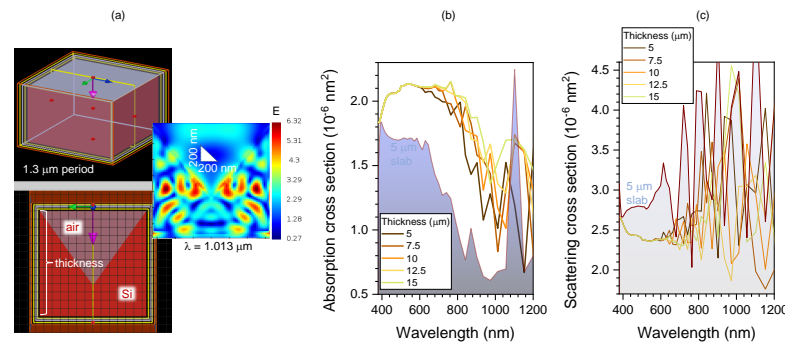 (a)
1.3 μm period
air
thickness
Si
200 nm
200 nm
λ = 1.013 μm
E
6.32
5.31
4.30
3.29
2.29
1.28
0.27
(b)
Absorption cross section (10⁻⁶ nm²)
2.0
1.5
1.0
0.5
5 μm
slab
Thickness (μm)
5
7.5
10
12.5
15
400 600 800 1000 1200
Wavelength (nm)
(c)
Scattering cross section (10⁻⁶ nm²)
4.5
4.0
3.5
3.0
2.5
2.0
Thickness (μm)
5
7.5
10
12.5
15
5 μm
slab
400 600 800 1000 1200
Wavelength (nm)